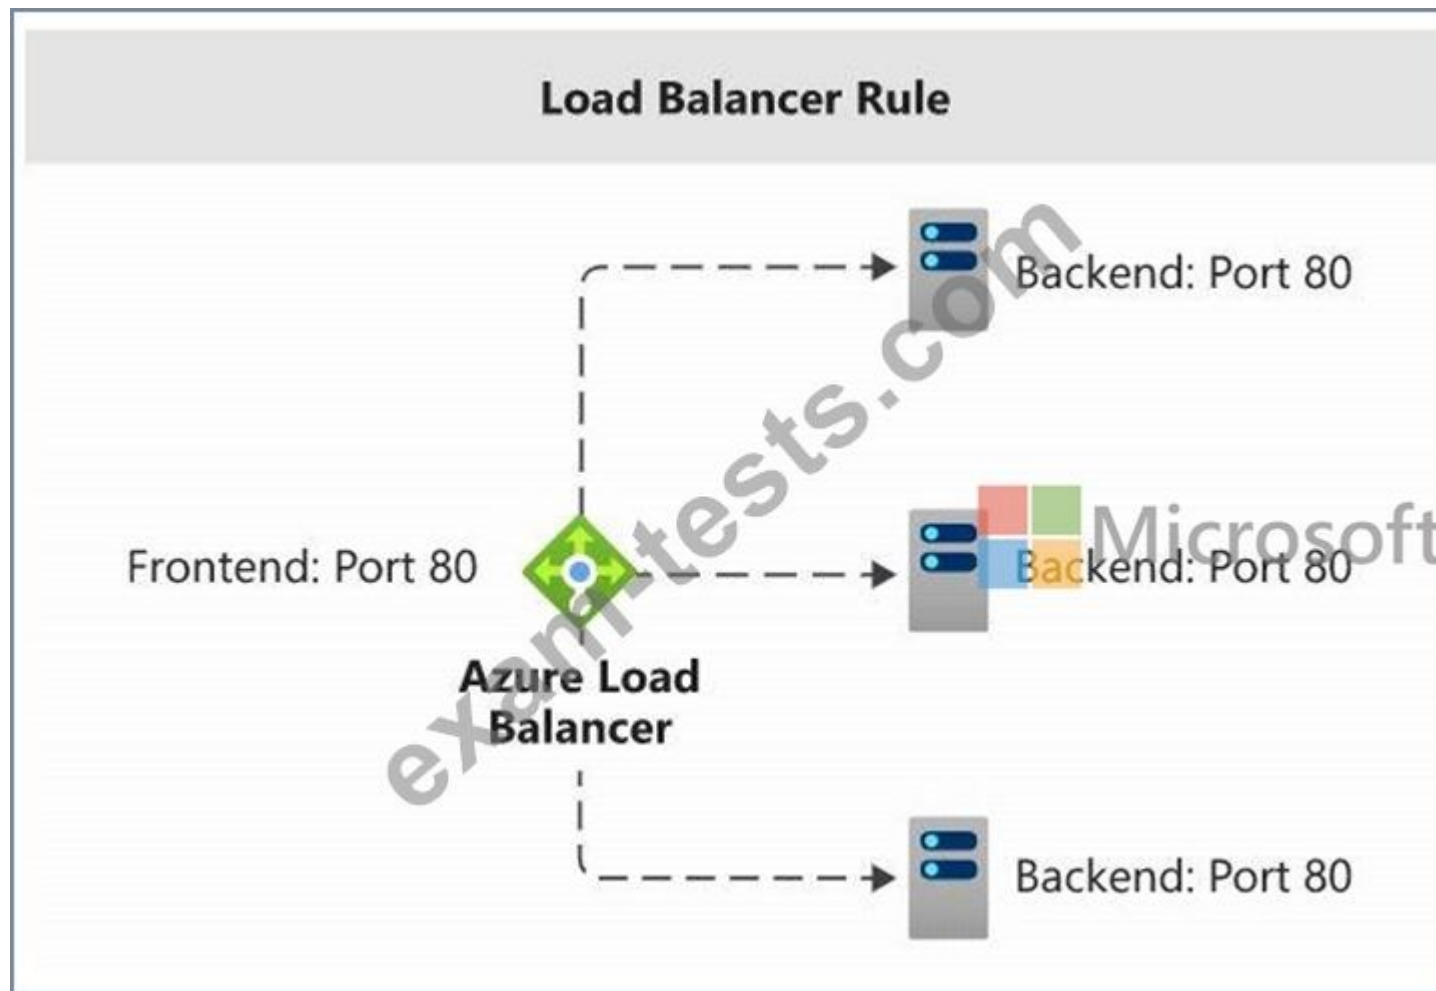 Load Balancer Rule
Backend: Port 80
Frontend: Port 80
Backend: Port 80
Microsoft
Azure Load
Balancer
Backend: Port 80
exam-tests.com